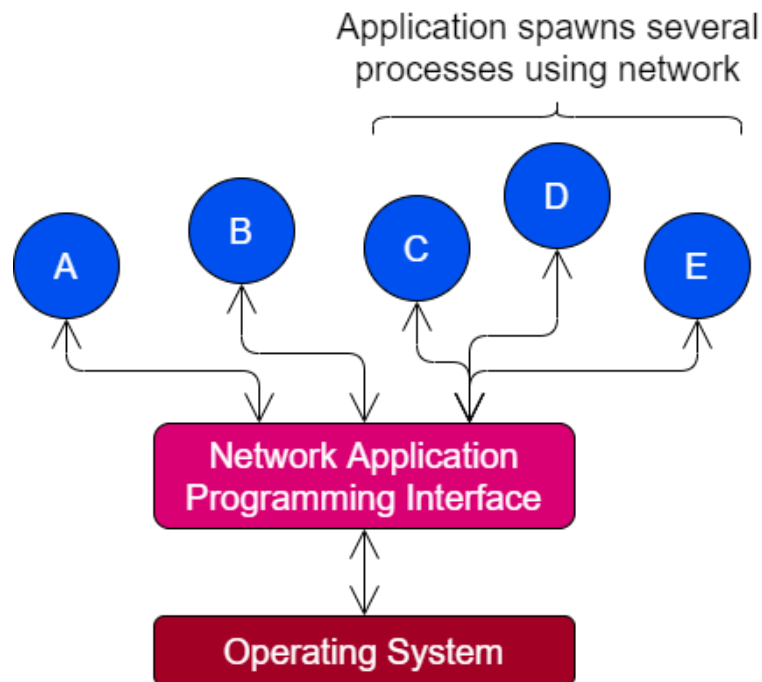 Application spawns several
processes using network
A
B
C
D
E
Network Application
Programming Interface
Operating System